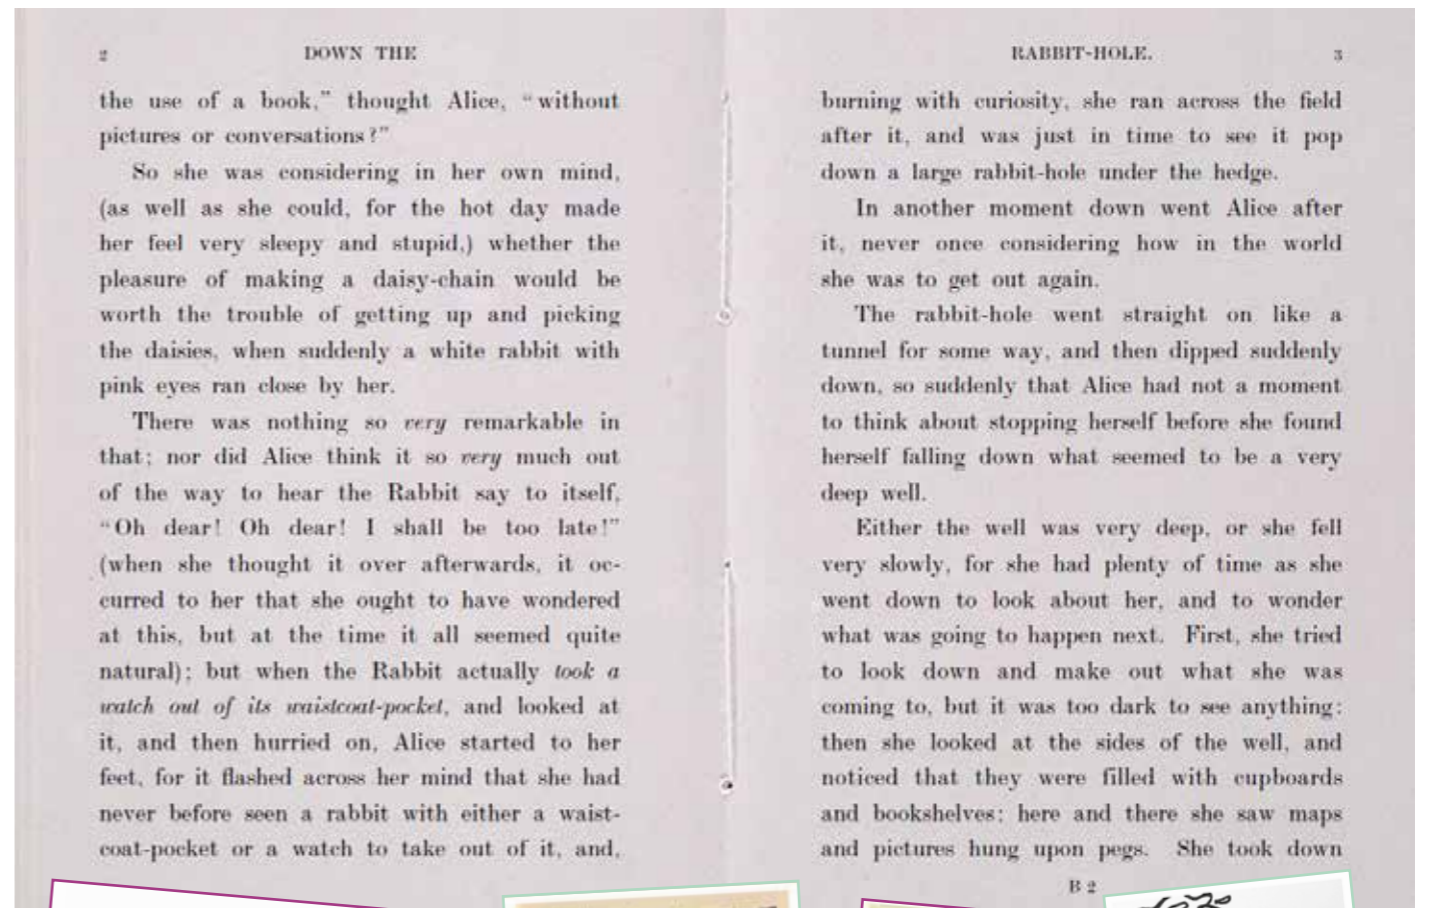 2
DOWN THE
the use of a book,” thought Alice, “without
pictures or conversations?”
So she was considering in her own mind,
(as well as she could, for the hot day made
her feel very sleepy and stupid,) whether the
pleasure of making a daisy-chain would be
worth the trouble of getting up and picking
the daisies, when suddenly a white rabbit with
pink eyes ran close by her.
There was nothing so very remarkable in
that; nor did Alice think it so very much out
of the way to hear the Rabbit say to itself,
“Oh dear! Oh dear! I shall be too late!”
(when she thought it over afterwards, it oc-
curred to her that she ought to have wondered
at this, but at the time it all seemed quite
natural); but when the Rabbit actually took a
watch out of its waistcoat-pocket, and looked at
it, and then hurried on, Alice started to her
feet, for it flashed across her mind that she had
never before seen a rabbit with either a waist-
coat-pocket or a watch to take out of it, and,
RABBIT-HOLE.
3
burning with curiosity, she ran across the field
after it, and was just in time to see it pop
down a large rabbit-hole under the hedge.
In another moment down went Alice after
it, never once considering how in the world
she was to get out again.
The rabbit-hole went straight on like a
tunnel for some way, and then dipped suddenly
down, so suddenly that Alice had not a moment
to think about stopping herself before she found
herself falling down what seemed to be a very
deep well.
Either the well was very deep, or she fell
very slowly, for she had plenty of time as she
went down to look about her, and to wonder
what was going to happen next. First, she tried
to look down and make out what she was
coming to, but it was too dark to see anything:
then she looked at the sides of the well, and
noticed that they were filled with cupboards
and bookshelves: here and there she saw maps
and pictures hung upon pegs. She took down
B 2